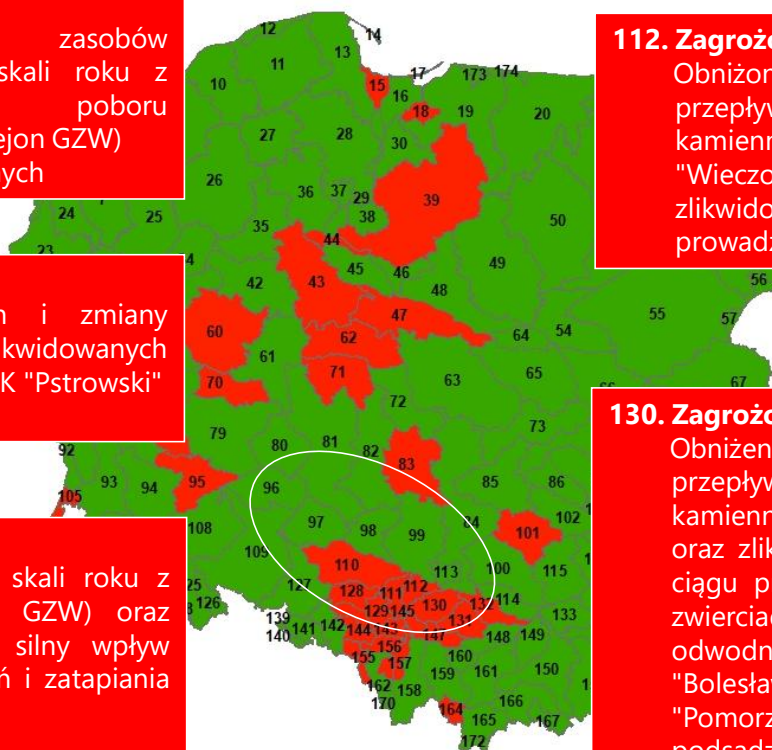 zasobów
skali roku z
poboru
ejon GZW)
ych
i zmiany
ikwidowanych
K "Pstrowski"
skali roku z
GZW) oraz
silny wpływ
ń i zatapiania
112. Zagroż
Obniżon
przepływ
kamienn
"Wieczo
zlikwido
prowadz
130. Zagroż
Obniżen
przepływ
kamienn
oraz zlik
ciągu p
zwierciad
odwodn
"Bolesław
"Pomorz
12 14
11 13
10 15 16 17 173 174
18 19 20
27 28 30
26 36 37 29 39
24 25 35 38 50
23 44
42 43 45 46 49
48 56
60 47 55 57
61 62 64 54
70 71 63 65 67
72 73
79 80 81 82 83
92 93 94 95 96 85 86
105 97 98 99 84 101 102
108 109 110 113 100 115
127 128 111 112 114
126 129 145 130 132 133
139 131
140 141 142 144 143 147 148 149
155 156 160 150
157 159 161
162 158 166
170 164 165 167
172